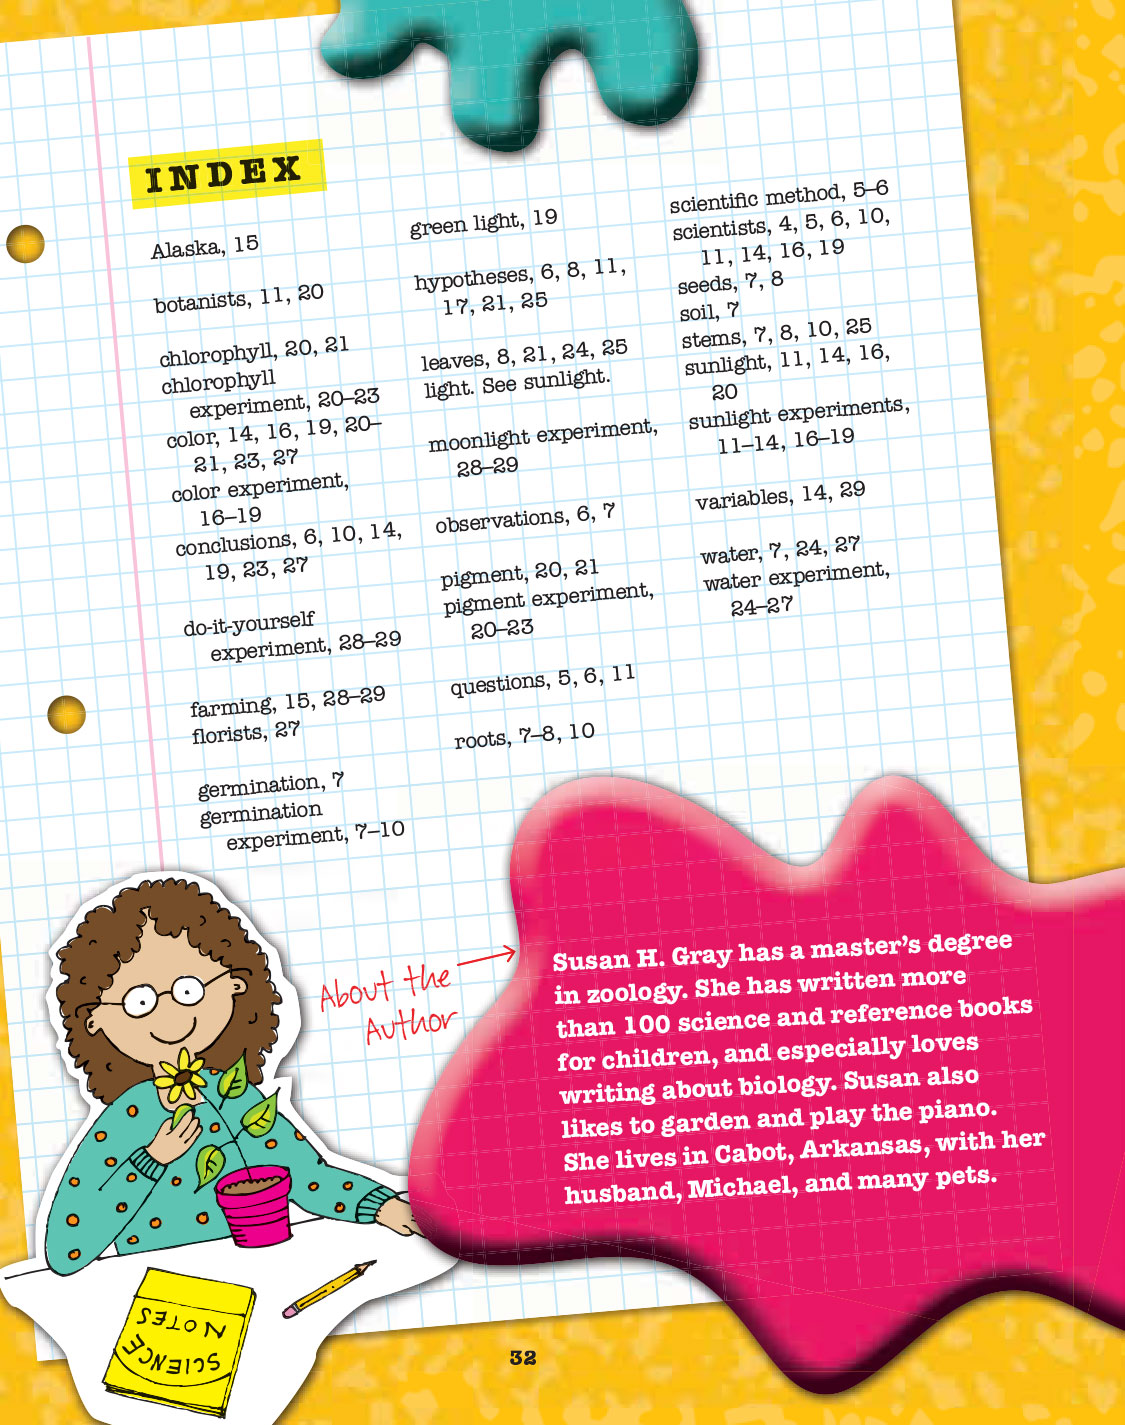 INDEX
Alaska, 15
botanists, 11, 20
chlorophyll, 20, 21
chlorophyll
experiment, 20–23
color, 14, 16, 19, 20–
21, 23, 27
color experiment,
16–19
conclusions, 6, 10, 14,
19, 23, 27
do-it-yourself
experiment, 28–29
farming, 15, 28–29
florists, 27
germination, 7
germination
experiment, 7–10
green light, 19
hypotheses, 6, 8, 11,
17, 21, 25
leaves, 8, 21, 24, 25
light. See sunlight.
moonlight experiment,
28–29
observations, 6, 7
pigment, 20, 21
pigment experiment,
20–23
questions, 5, 6, 11
roots, 7–8, 10
scientific method, 5–6
scientists, 4, 5, 6, 10,
11, 14, 16, 19
seeds, 7, 8
soil, 7
stems, 7, 8, 10, 25
sunlight, 11, 14, 16,
20
sunlight experiments,
11–14, 16–19
variables, 14, 29
water, 7, 24, 27
water experiment,
24–27
About the
Author
Susan H. Gray has a master's degree
in zoology. She has written more
than 100 science and reference books
for children, and especially loves
writing about biology. Susan also
likes to garden and play the piano.
She lives in Cabot, Arkansas, with her
husband, Michael, and many pets.
SCIENCE
NOTES
32